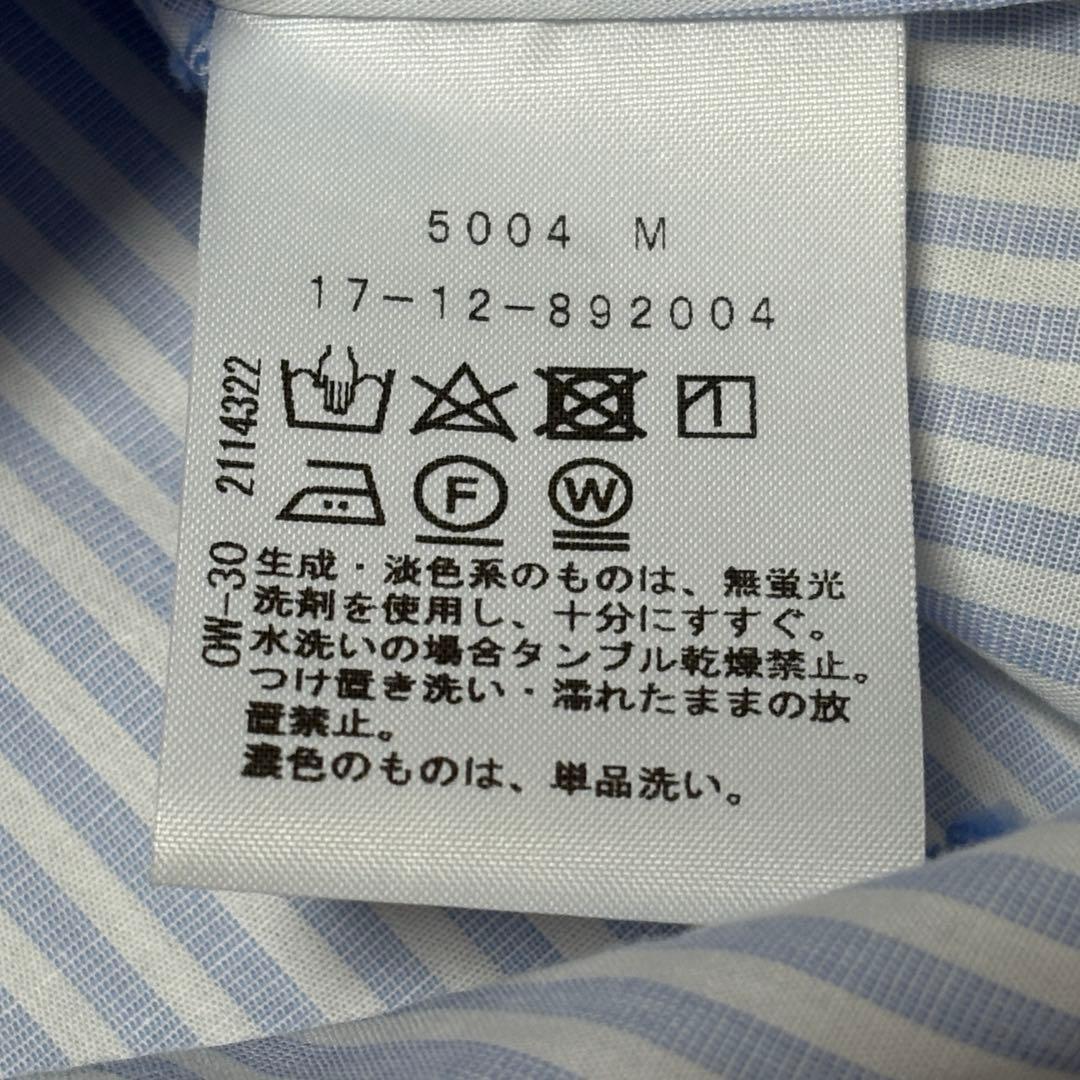 5004 M
17-12-892004
2114322
F
W
OW-30
生成・淡色系のものは、無蛍光
洗剤を使用し、十分にすすぐ。
水洗いの場合タンブル乾燥禁止。
つけ置き洗い・濡れたままの放
置禁止。
濃色のものは、単品洗い。